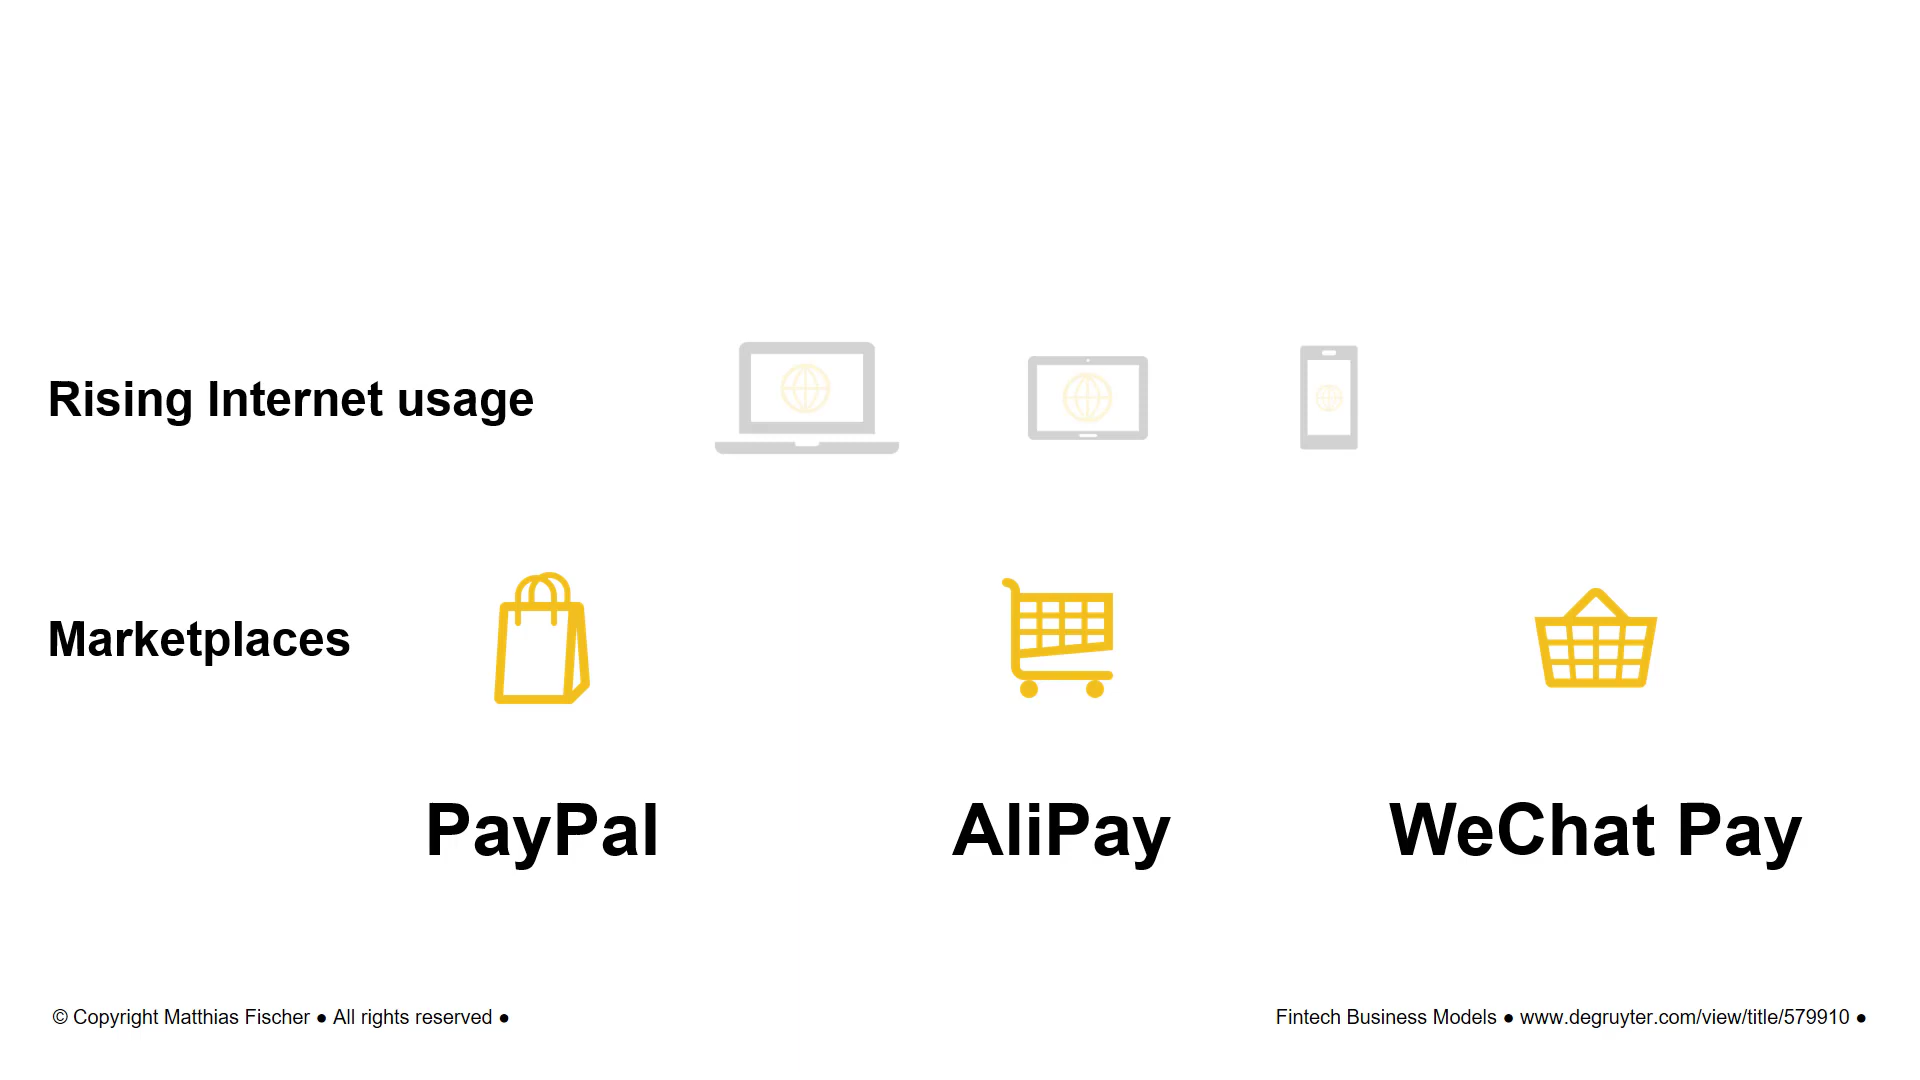 Rising Internet usage
Marketplaces
PayPal
AliPay
WeChat Pay
© Copyright Matthias Fischer ● All rights reserved ●
Fintech Business Models ● www.degruyter.com/view/title/579910 ●